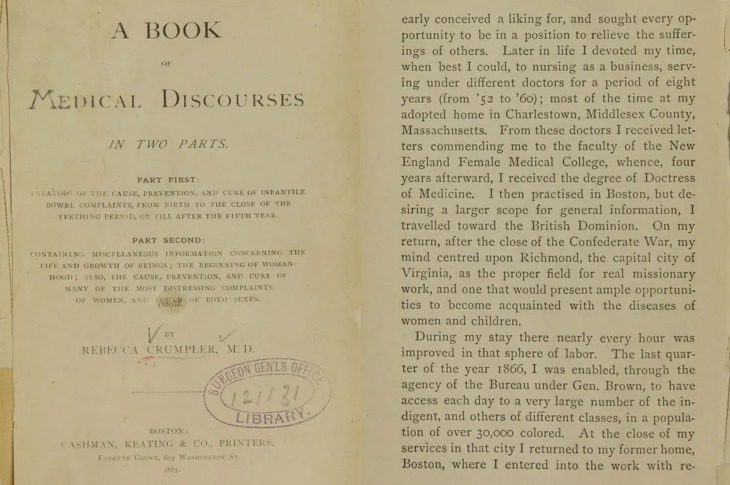 A BOOK
OF
MEDICAL DISCOURSES
IN TWO PARTS.
PART FIRST:
TREATING OF THE CAUSE, PREVENTION, AND CURE OF INFANTILE
BOWEL COMPLAINTS, FROM BIRTH TO THE CLOSE OF THE
TEETHING PERIOD, OR TILL AFTER THE FIFTH YEAR.
PART SECOND:
CONTAINING MISCELLANEOUS INFORMATION CONCERNING THE
LIFE AND GROWTH OF BEINGS; THE BEGINNING OF WOMAN-
HOOD; ALSO, THE CAUSE, PREVENTION, AND CURE OF
MANY OF THE MOST DISTRESSING COMPLAINTS
OF WOMEN, AND YOUTH OF BOTH SEXES.
BY
REBECCA CRUMPLER, M. D.
SURGEON GEN'LS OFFICE
121131
LIBRARY.
BOSTON:
CASHMAN, KEATING & CO., PRINTERS,
FAYETTE COURT, 603 WASHINGTON ST.
1883.
early conceived a liking for, and sought every op-
portunity to be in a position to relieve the suffer-
ings of others. Later in life I devoted my time,
when best I could, to nursing as a business, serv-
ing under different doctors for a period of eight
years (from '52 to '60); most of the time at my
adopted home in Charlestown, Middlesex County,
Massachusetts. From these doctors I received let-
ters commending me to the faculty of the New
England Female Medical College, whence, four
years afterward, I received the degree of Doctress
of Medicine. I then practised in Boston, but de-
siring a larger scope for general information, I
travelled toward the British Dominion. On my
return, after the close of the Confederate War, my
mind centred upon Richmond, the capital city of
Virginia, as the proper field for real missionary
work, and one that would present ample opportuni-
ties to become acquainted with the diseases of
women and children.
During my stay there nearly every hour was
improved in that sphere of labor. The last quar-
ter of the year 1866, I was enabled, through the
agency of the Bureau under Gen. Brown, to have
access each day to a very large number of the in-
digent, and others of different classes, in a popula-
tion of over 30,000 colored. At the close of my
services in that city I returned to my former home,
Boston, where I entered into the work with re-